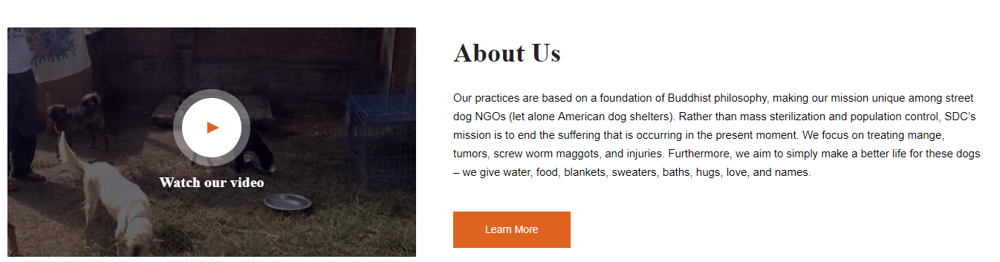 About Us
Our practices are based on a foundation of Buddhist philosophy, making our mission unique among street
dog NGOs (let alone American dog shelters). Rather than mass sterilization and population control, SDC's
mission is to end the suffering that is occurring in the present moment. We focus on treating mange,
tumors, screw worm maggots, and injuries. Furthermore, we aim to simply make a better life for these dogs
– we give water, food, blankets, sweaters, baths, hugs, love, and names.
Watch our video
Learn More